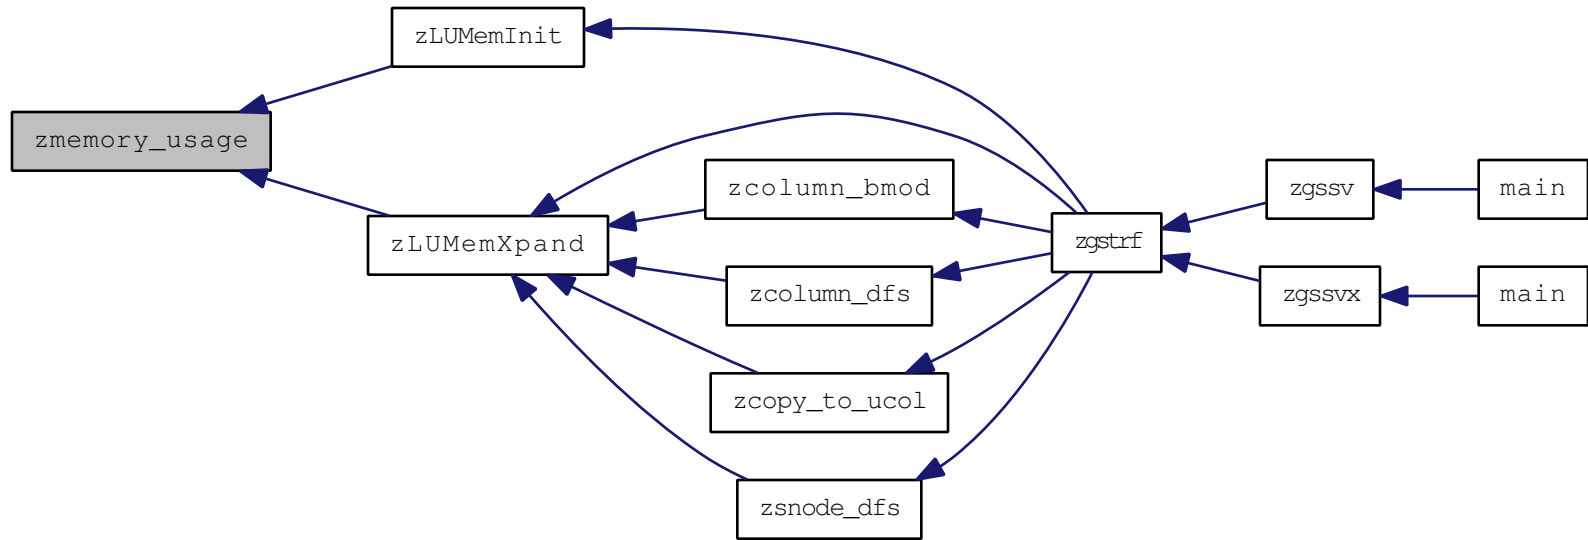 zLUMemInit
zmemory_usage
zcolumn_bmod
zgssv
main
zLUMemXpand
zgstrf
zcolumn_dfs
zgssvx
main
zcopy_to_ucol
zsnode_dfs